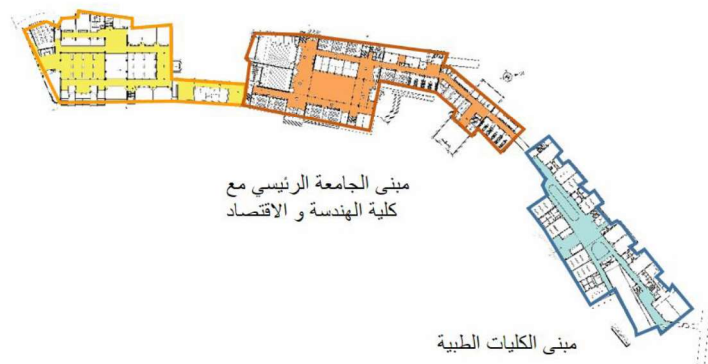 مبنى الجامعة الرئيسي مع
كلية الهندسة و الاقتصاد
مبنى الكليات الطبية